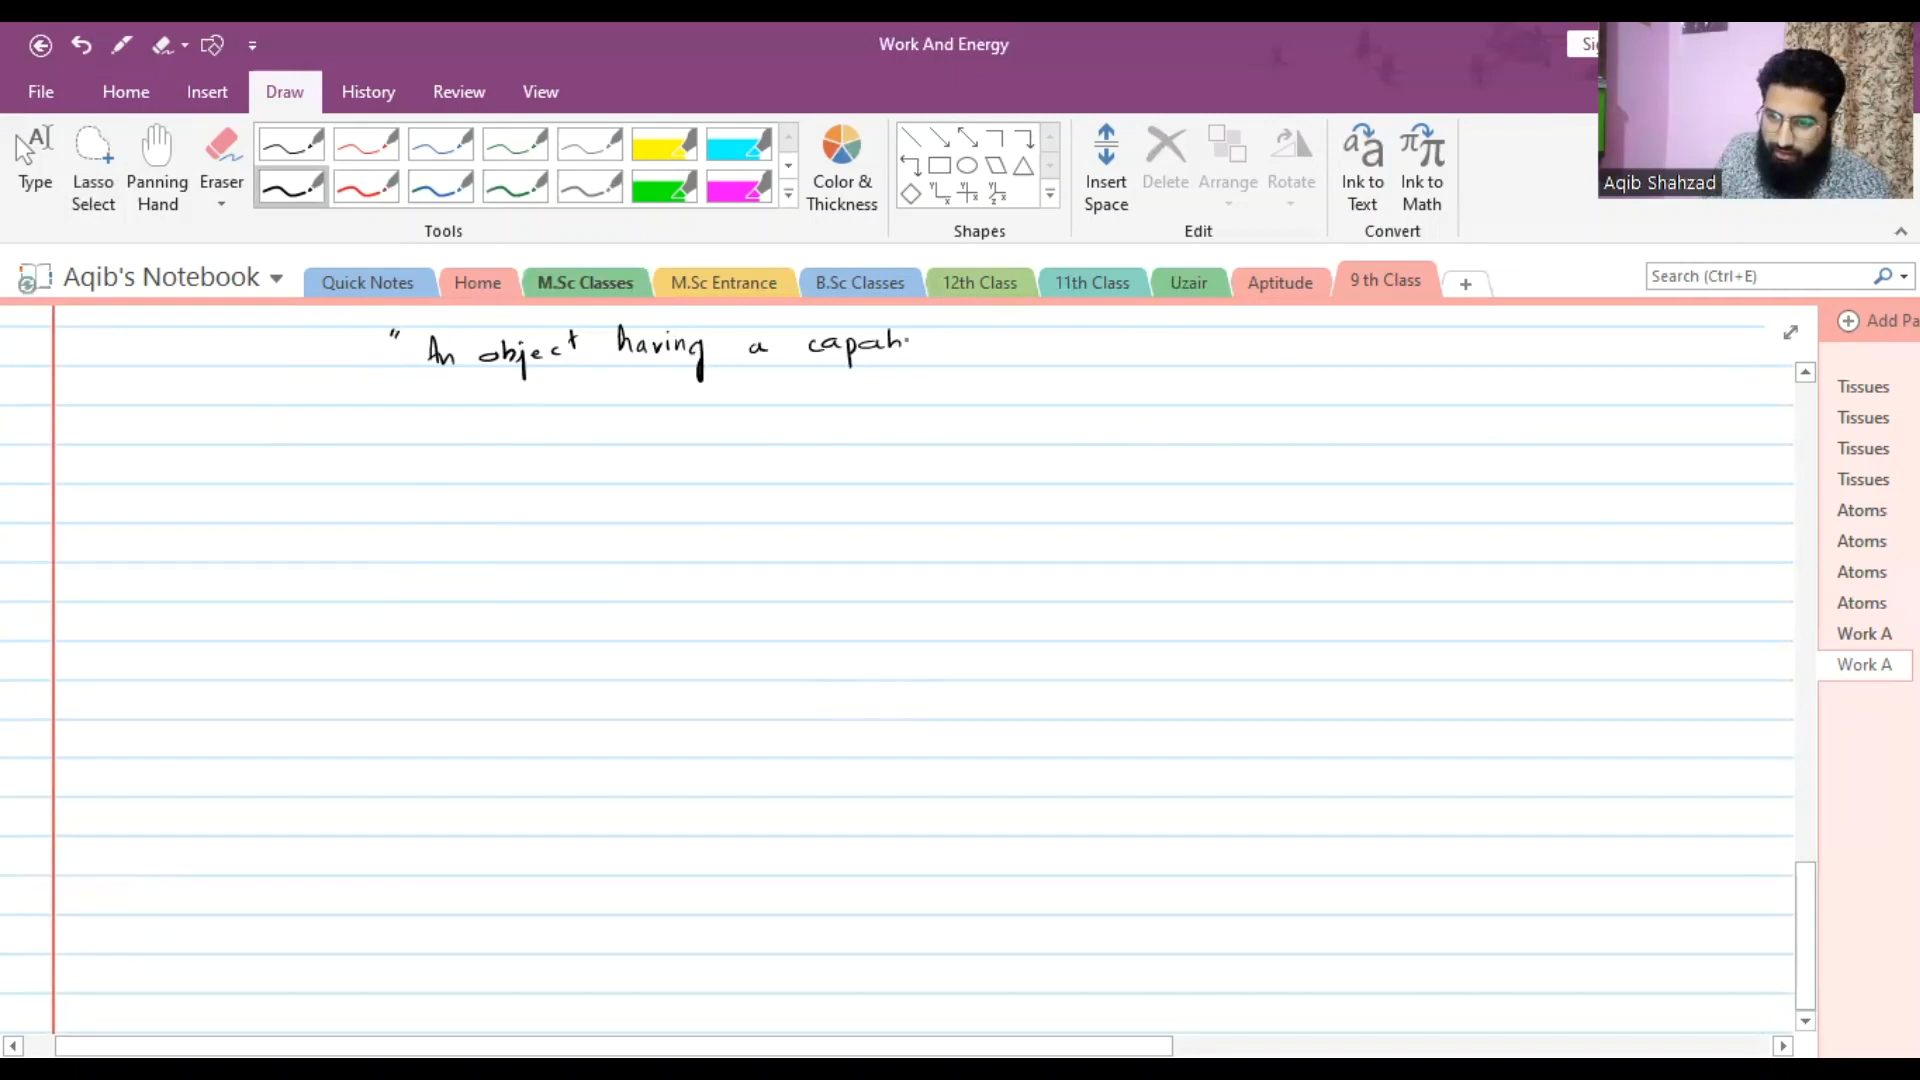 Work And Energy
Si
File Home Insert Draw History Review View
Type Lasso Select Panning Hand Eraser Color & Thickness Insert Space Delete Arrange Rotate Ink to Text Ink to Math
Tools Shapes Edit Convert
Aqib Shahzad
Aqib's Notebook Quick Notes Home M.Sc Classes M.Sc Entrance B.Sc Classes 12th Class 11th Class Uzair Aptitude 9 th Class
Search (Ctrl+E)
Add Pa
" An object having a capab
Tissues
Tissues
Tissues
Tissues
Atoms
Atoms
Atoms
Atoms
Work A
Work A